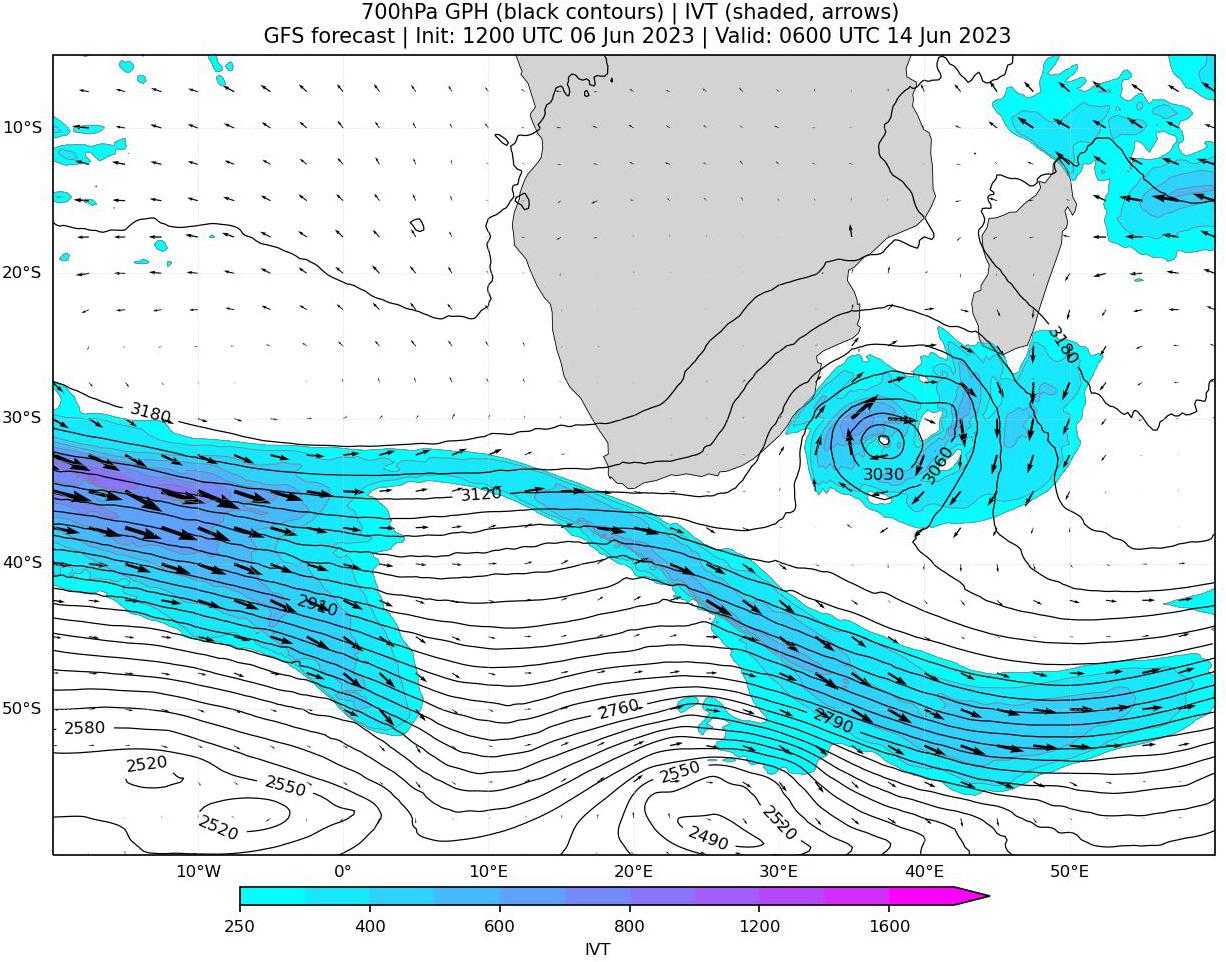 700hPa GPH (black contours) | IVT (shaded, arrows)
GFS forecast | Init: 1200 UTC 06 Jun 2023 | Valid: 0600 UTC 14 Jun 2023
10°S
20°S
30°S
40°S
50°S
3180
3180
3030
3060
3120
2910
2760
2790
2580
2520
2550
2520
2550
2520
2490
10°W
0°
10°E
20°E
30°E
40°E
50°E
250
400
600
800
1200
1600
IVT